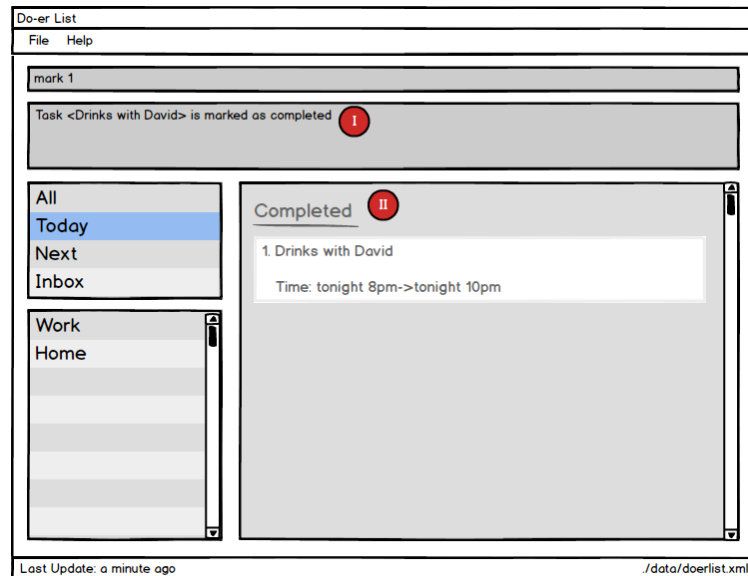 Do-er List
File Help
mark 1
Task <Drinks with David> is marked as completed I
All
Today
Next
Inbox
Work
Home
Completed II
1. Drinks with David
Time: tonight 8pm->tonight 10pm
Last Update: a minute ago ./data/doerlist.xml